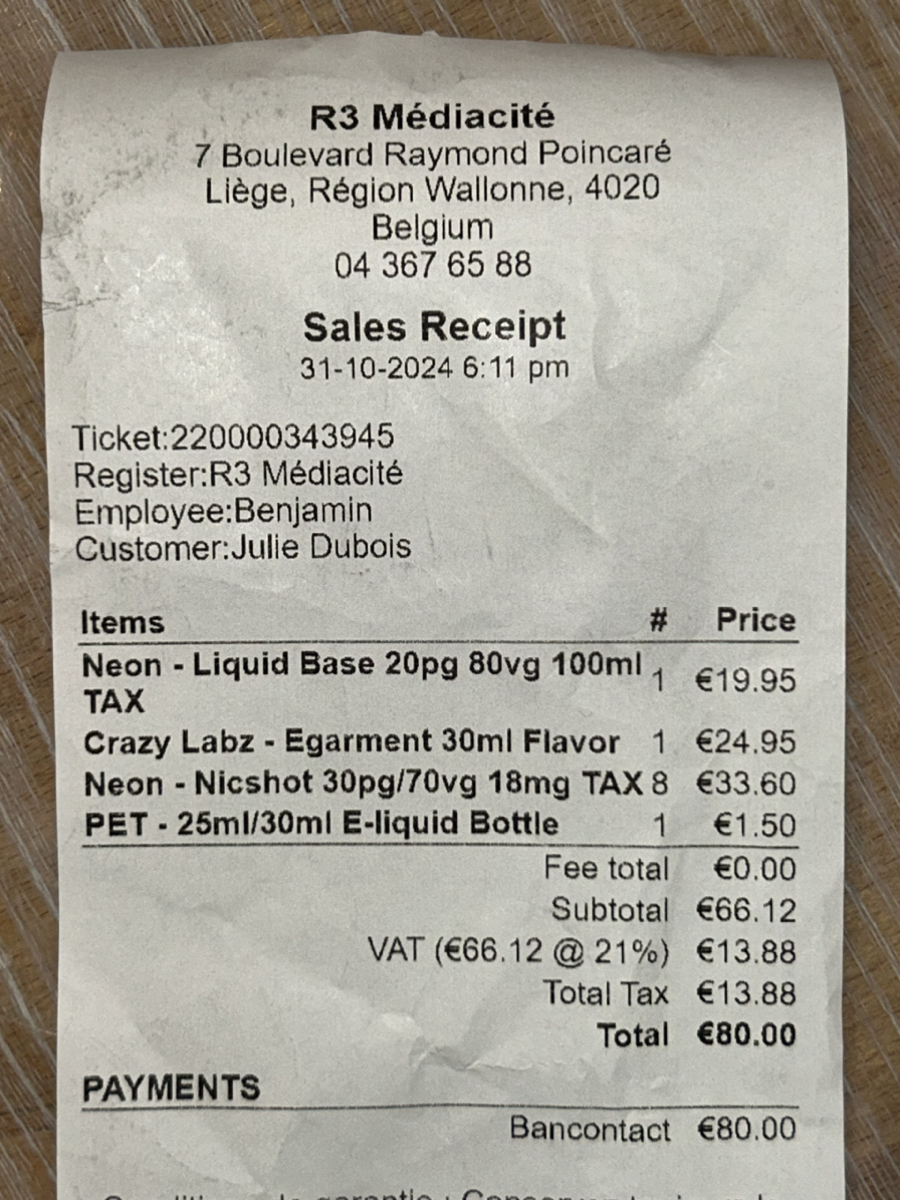 R3 Médiacité
7 Boulevard Raymond Poincaré
Liège, Région Wallonne, 4020
Belgium
04 367 65 88
Sales Receipt
31-10-2024 6:11 pm
Ticket:220000343945
Register:R3 Médiacité
Employee:Benjamin
Customer:Julie Dubois
Items # Price
Neon - Liquid Base 20pg 80vg 100ml TAX 1 €19.95
Crazy Labz - Egarment 30ml Flavor 1 €24.95
Neon - Nicshot 30pg/70vg 18mg TAX 8 €33.60
PET - 25ml/30ml E-liquid Bottle 1 €1.50
Fee total €0.00
Subtotal €66.12
VAT (€66.12 @ 21%) €13.88
Total Tax €13.88
Total €80.00
PAYMENTS
Bancontact €80.00